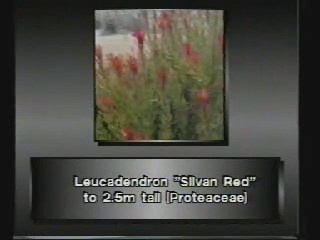 Leucadendron "Silvan Red"
to 2.5m tall [Proteaceae]